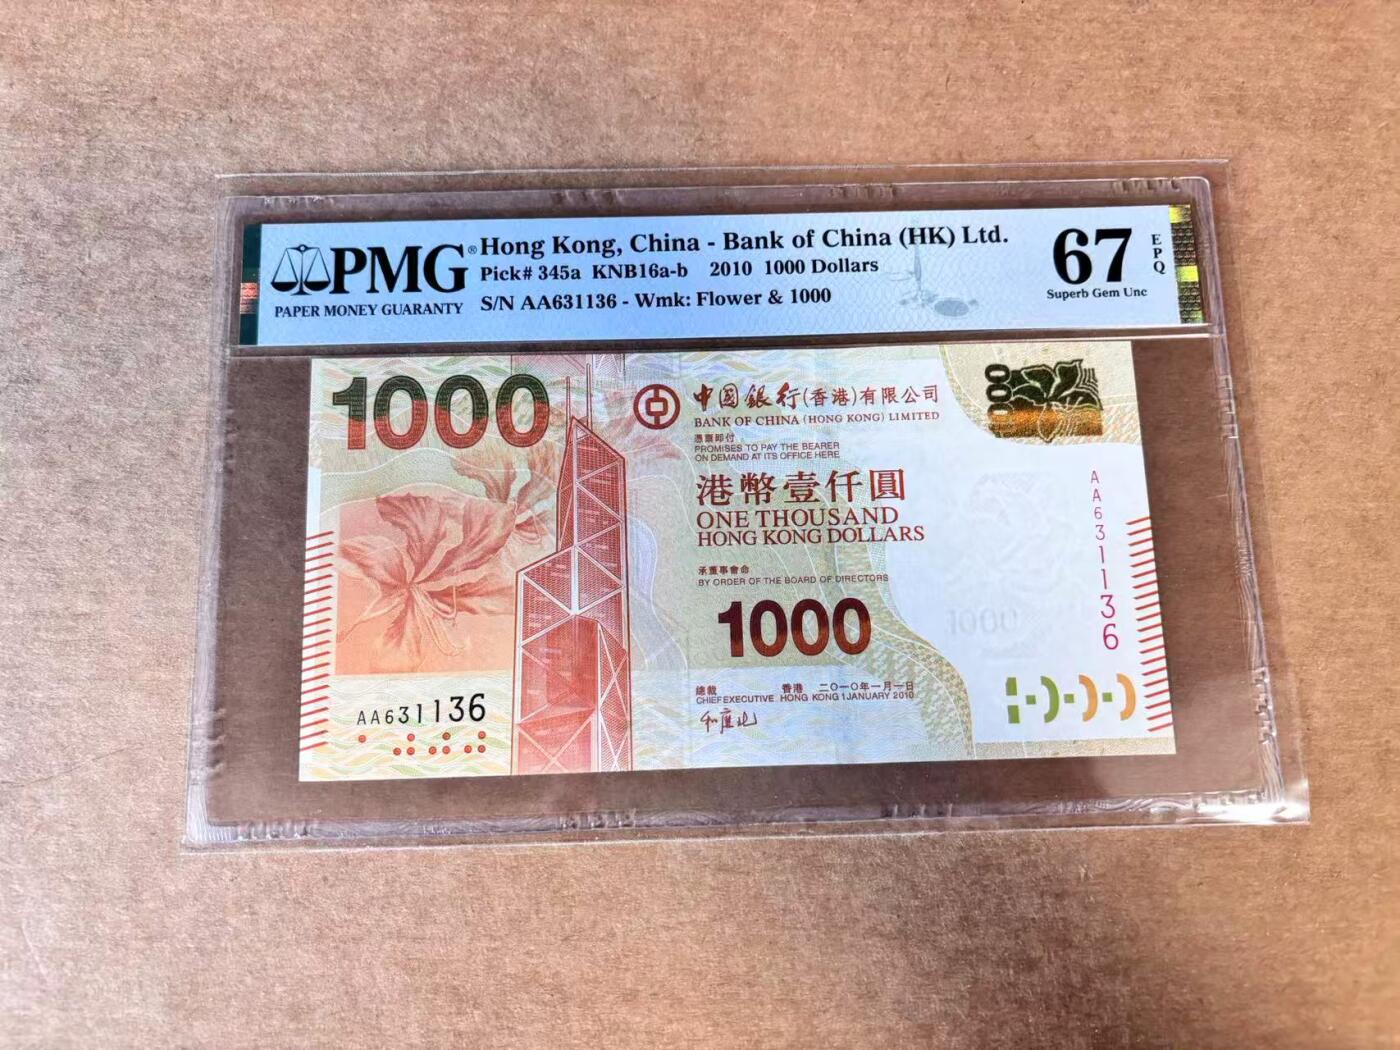 PMG®
PAPER MONEY GUARANTY
Hong Kong, China - Bank of China (HK) Ltd.
Pick# 345a KNB16a-b 2010 1000 Dollars
S/N AA631136 - Wmk: Flower & 1000
67
EPQ
Superb Gem Unc
1000
中國銀行(香港)有限公司
BANK OF CHINA (HONG KONG) LIMITED
憑票即付
PROMISES TO PAY THE BEARER
ON DEMAND AT ITS OFFICE HERE
港幣壹仟圓
ONE THOUSAND
HONG KONG DOLLARS
承董事會命
BY ORDER OF THE BOARD OF DIRECTORS
1000
總裁 香港 二〇一〇年一月一日
CHIEF EXECUTIVE HONG KONG 1 JANUARY 2010
AA631136
AA631136
1000